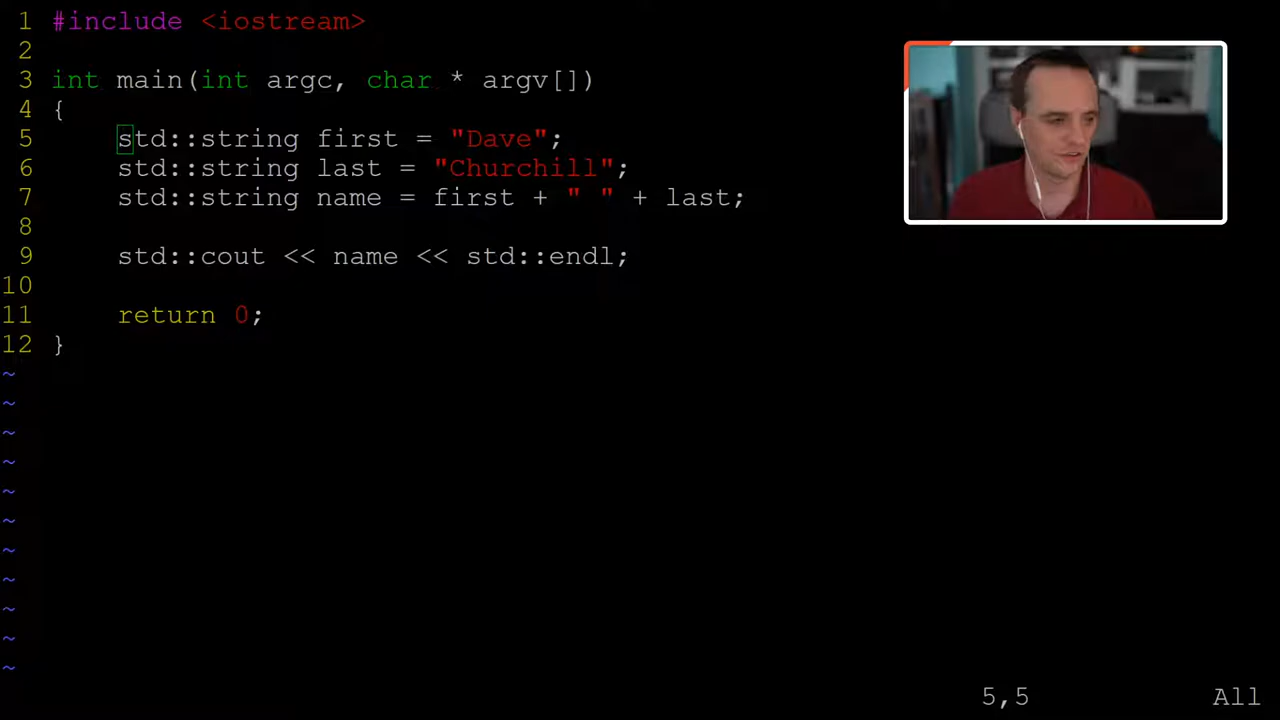 1 #include <iostream>
2
3 int main(int argc, char * argv[])
4 {
5     std::string first = "Dave";
6     std::string last = "Churchill";
7     std::string name = first + " " + last;
8
9     std::cout << name << std::endl;
10
11     return 0;
12 }
~
~
~
~
~
~
~
~
~
~
~
5,5 All